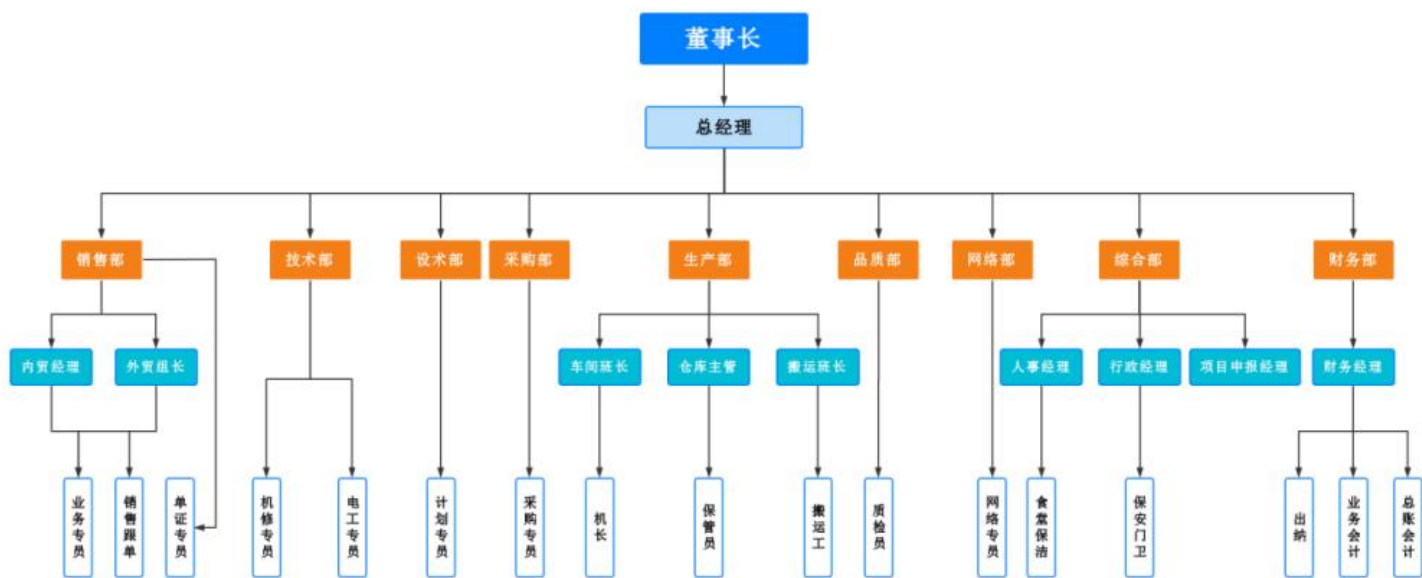 董事长
总经理
销售部
技术部
设术部
采购部
生产部
品质部
网络部
综合部
财务部
内贸经理
外贸组长
车间班长
仓库主管
搬运班长
人事经理
行政经理
项目申报经理
财务经理
业务专员
销售跟单
单证专员
机修专员
电工专员
计划专员
采购专员
机长
保管员
搬运工
质检员
网络专员
食堂保洁
保安门卫
出纳
业务会计
总账会计